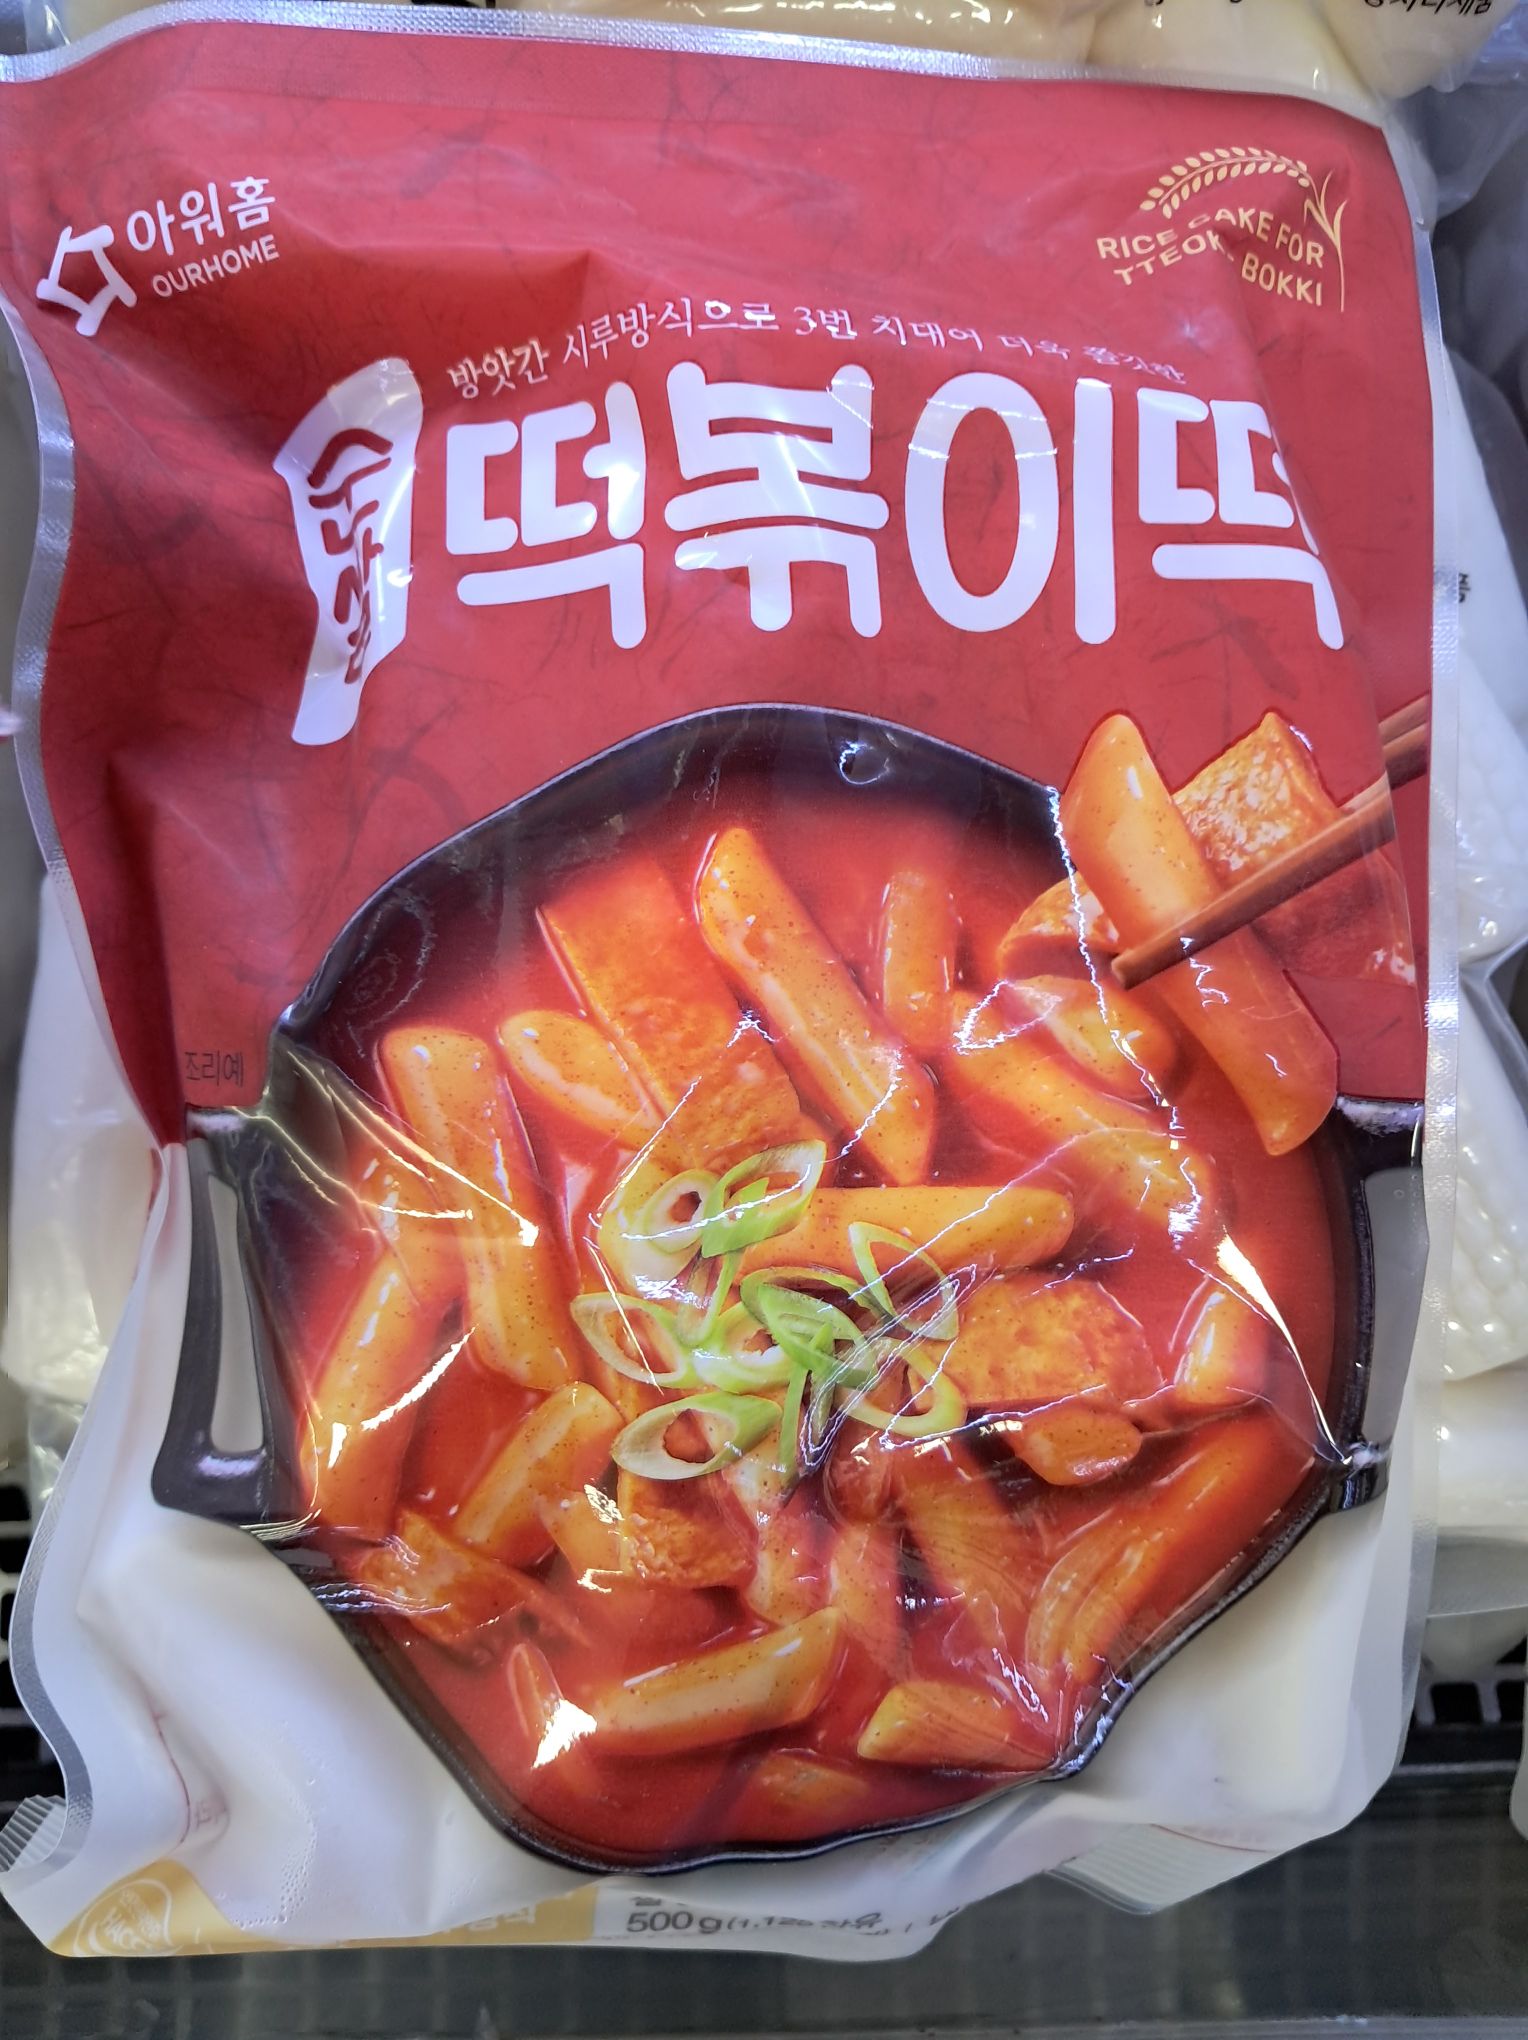 아워홈
OURHOME
RICE CAKE FOR
TTEOK BOKKI
방앗간 시루방식으로 3번 치대어 더욱 쫄깃한
순쌀
떡볶이떡
조리예
500g